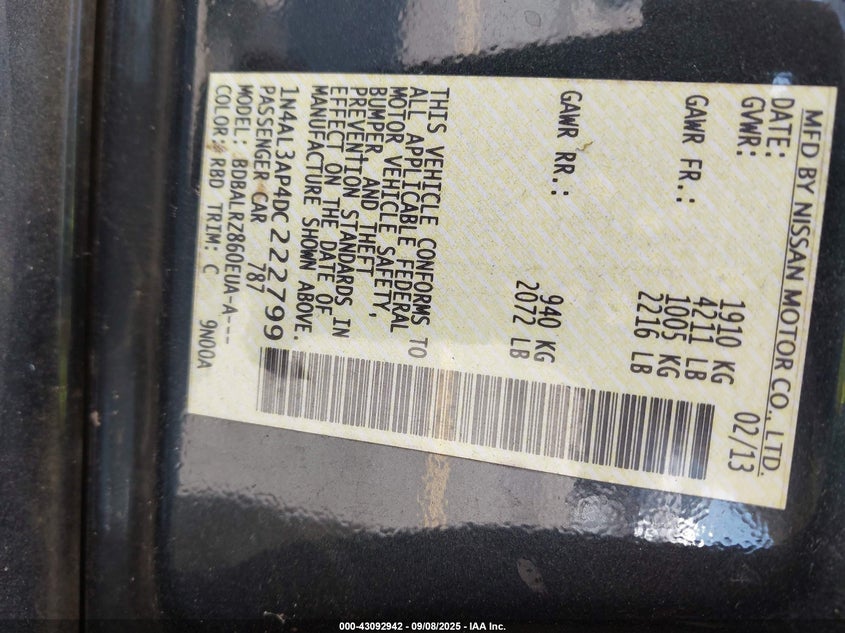 MFD BY NISSAN MOTOR CO., LTD.
DATE: 02/13
GVWR: 1910 KG
4211 LB
GAWR FR.: 1005 KG
2216 LB
GAWR RR.: 940 KG
2072 LB
THIS VEHICLE CONFORMS TO
ALL APPLICABLE FEDERAL
MOTOR VEHICLE SAFETY,
BUMPER, AND THEFT
PREVENTION STANDARDS IN
EFFECT ON THE DATE OF
MANUFACTURE SHOWN ABOVE.
1N4AL3AP4DC222799
PASSENGER CAR 787
MODEL: BDBALRZ860EUA-A---
COLOR: RBD TRIM: C 9N00A
000-43092942 - 09/08/2025 - IAA Inc.